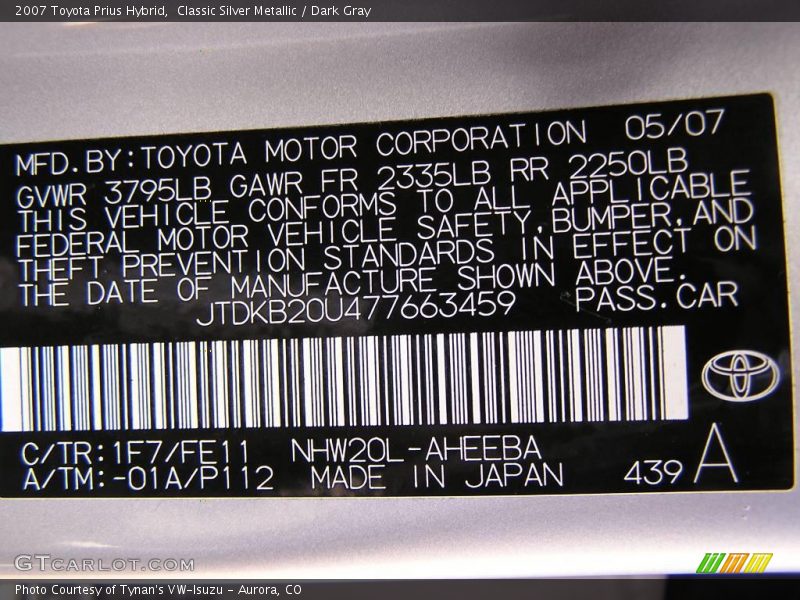 2007 Toyota Prius Hybrid,  Classic Silver Metallic / Dark Gray
MFD.BY:TOYOTA MOTOR CORPORATION 05/07
GVWR 3795LB GAWR FR 2335LB RR 2250LB
THIS VEHICLE CONFORMS TO ALL APPLICABLE
FEDERAL MOTOR VEHICLE SAFETY,BUMPER,AND
THEFT PREVENTION STANDARDS IN EFFECT ON
THE DATE OF MANUFACTURE SHOWN ABOVE.
JTDKB20U477663459 PASS.CAR
C/TR:1F7/FE11 NHW20L-AHEEBA
A/TM:-01A/P112 MADE IN JAPAN 439 A
GTCARLOT.COM
Photo Courtesy of Tynan's VW-Isuzu - Aurora, CO